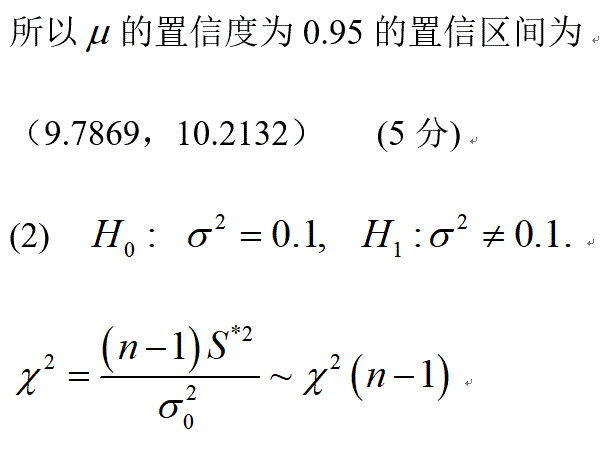 所以 μ 的置信度为 0.95 的置信区间为
（9.7869，10.2132） (5 分)
(2) H₀： σ² = 0.1, H₁ : σ² ≠ 0.1.
χ² = (n−1)S*² / σ₀² ~ χ²(n−1)